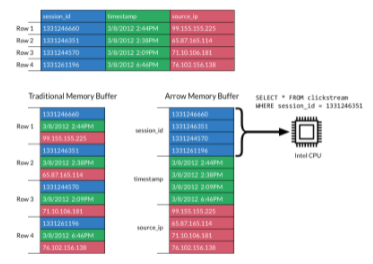 session_id timestamp source_ip
Row 1 1331246660 3/8/2012 2:44PM 99.155.155.225
Row 2 1331246351 3/8/2012 2:38PM 65.87.165.114
Row 3 1331244570 3/8/2012 2:09PM 71.10.106.181
Row 4 1331261196 3/8/2012 6:46PM 76.102.156.138
Traditional Memory Buffer
Row 1
1331246660
3/8/2012 2:44PM
99.155.155.225
Row 2
1331246351
3/8/2012 2:38PM
65.87.165.114
Row 3
1331244570
3/8/2012 2:09PM
71.10.106.181
Row 4
1331261196
3/8/2012 6:46PM
76.102.156.138
Arrow Memory Buffer
session_id
1331246660
1331246351
1331244570
1331261196
timestamp
3/8/2012 2:44PM
3/8/2012 2:38PM
3/8/2012 2:09PM
3/8/2012 6:46PM
source_ip
99.155.155.225
65.87.165.114
71.10.106.181
76.102.156.138
SELECT * FROM clickstream
WHERE session_id = 1331246351
Intel CPU